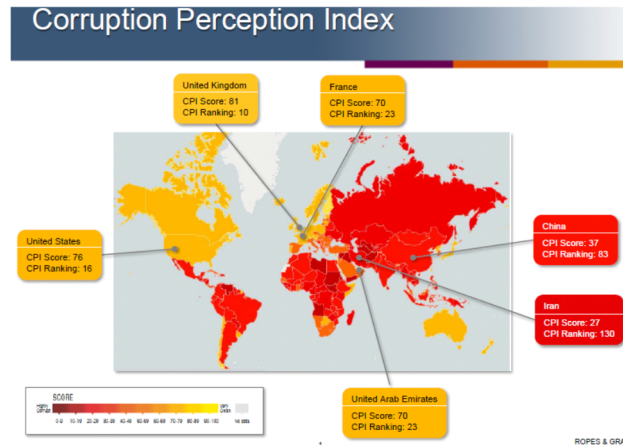 Corruption Perception Index
United Kingdom
CPI Score: 81
CPI Ranking: 10
France
CPI Score: 70
CPI Ranking: 23
United States
CPI Score: 76
CPI Ranking: 16
China
CPI Score: 37
CPI Ranking: 83
Iran
CPI Score: 27
CPI Ranking: 130
United Arab Emirates
CPI Score: 70
CPI Ranking: 23
SCORE
0-9 10-19 20-29 30-39 40-49 50-59 60-69 70-79 80-89 90-100
ROPES & GRA